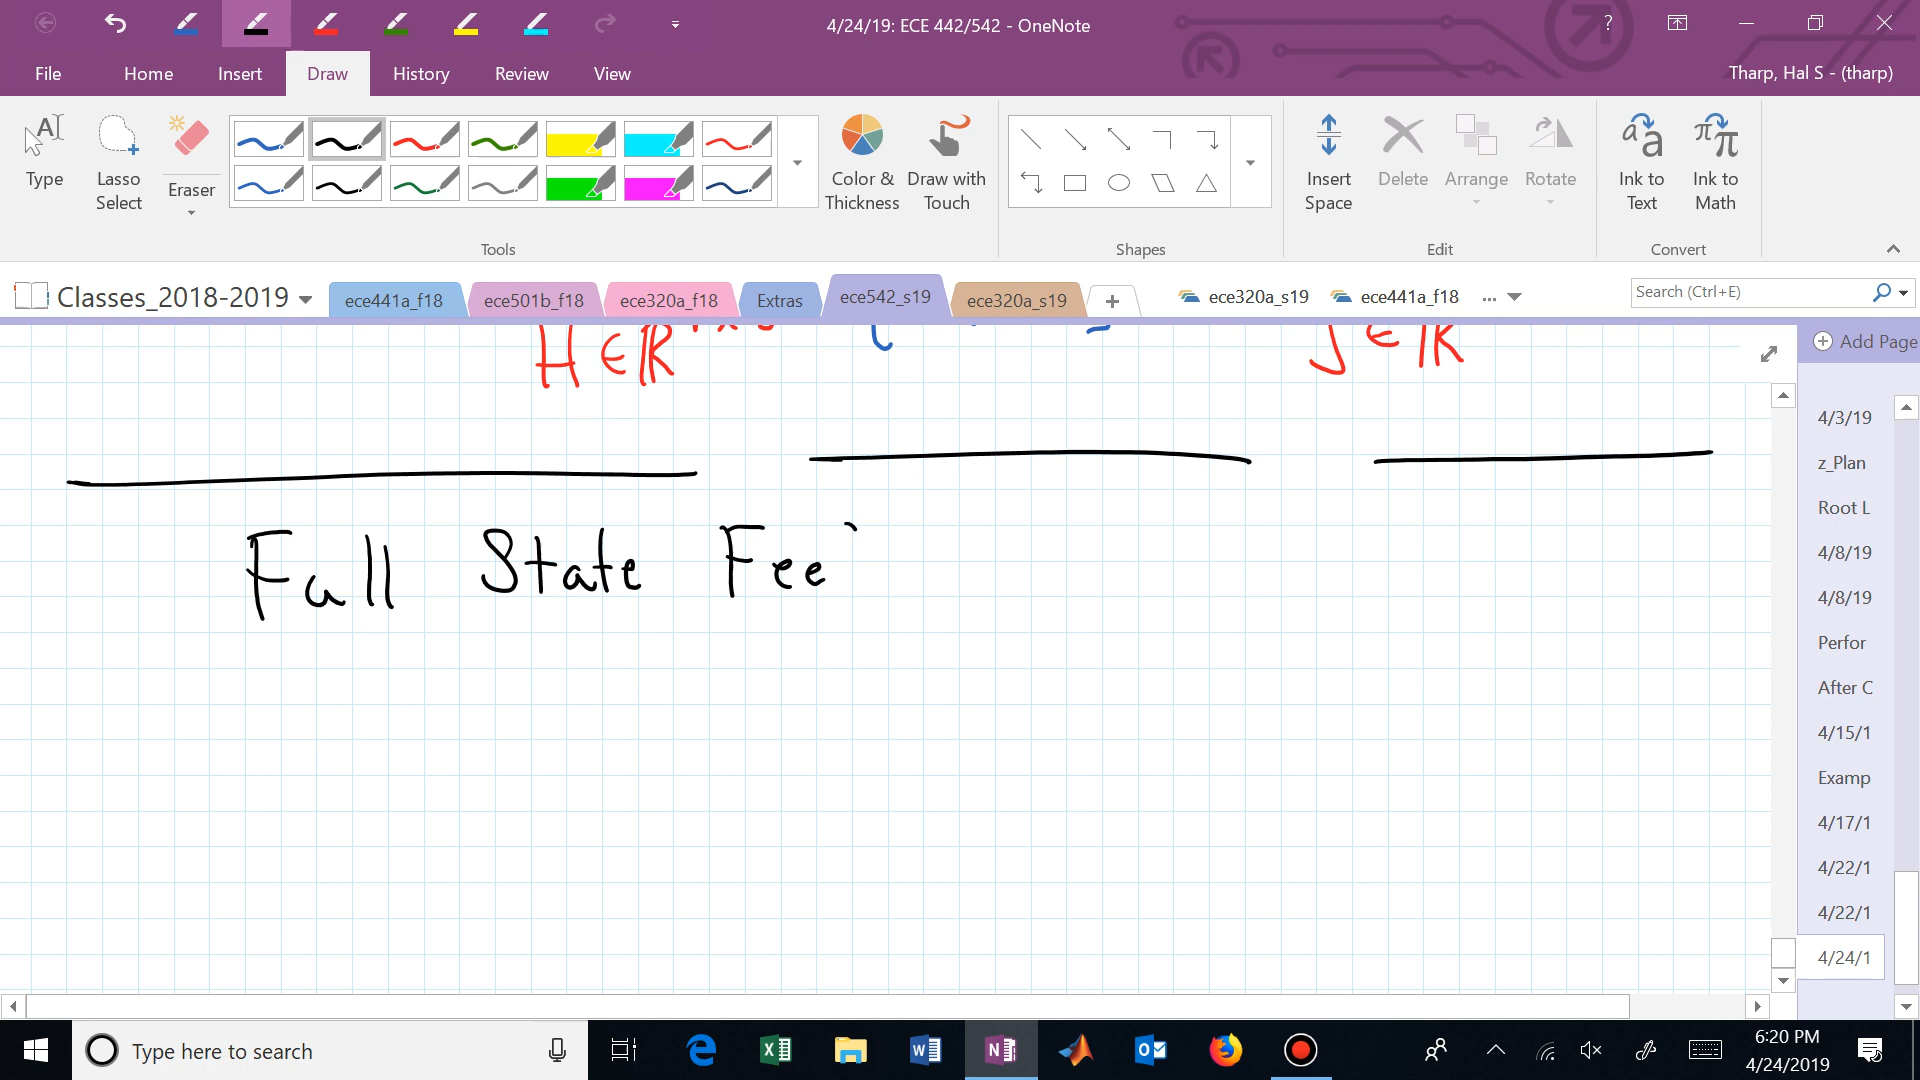 4/24/19: ECE 442/542 - OneNote
?
File Home Insert Draw History Review View
Tharp, Hal S - (tharp)
Type
Lasso Select
Eraser
Color & Thickness
Draw with Touch
Insert Space
Delete
Arrange
Rotate
Ink to Text
Ink to Math
Tools
Shapes
Edit
Convert
Classes_2018-2019 ece441a_f18 ece501b_f18 ece320a_f18 Extras ece542_s19 ece320a_s19 + ece320a_s19 ece441a_f18 ...
Search (Ctrl+E)
Add Page
H ∈ ℝ
J ∈ ℝ
Full State Fee
4/3/19
z_Plan
Root L
4/8/19
4/8/19
Perfor
After C
4/15/1
Examp
4/17/1
4/22/1
4/22/1
4/24/1
Type here to search
6:20 PM
4/24/2019